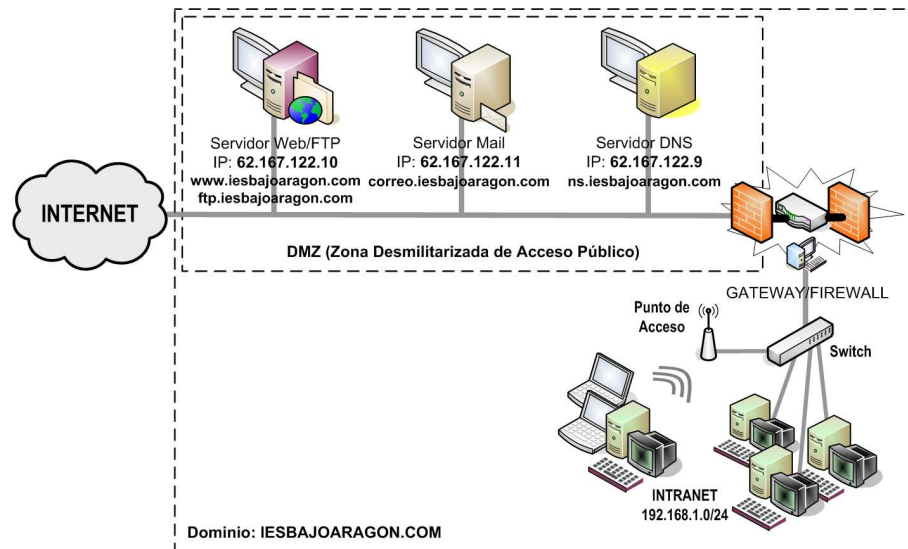 Servidor Web/FTP
IP: 62.167.122.10
www.iesbajoaragon.com
ftp.iesbajoaragon.com
Servidor Mail
IP: 62.167.122.11
correo.iesbajoaragon.com
Servidor DNS
IP: 62.167.122.9
ns.iesbajoaragon.com
INTERNET
DMZ (Zona Desmilitarizada de Acceso Público)
GATEWAY/FIREWALL
Punto de
Acceso
Switch
INTRANET
192.168.1.0/24
Dominio: IESBAJOARAGON.COM